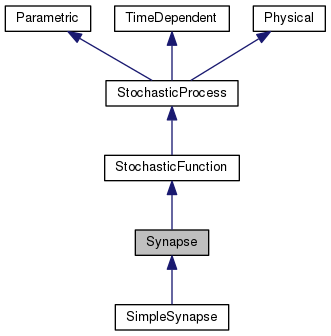 Parametric
TimeDependent
Physical
StochasticProcess
StochasticFunction
Synapse
SimpleSynapse